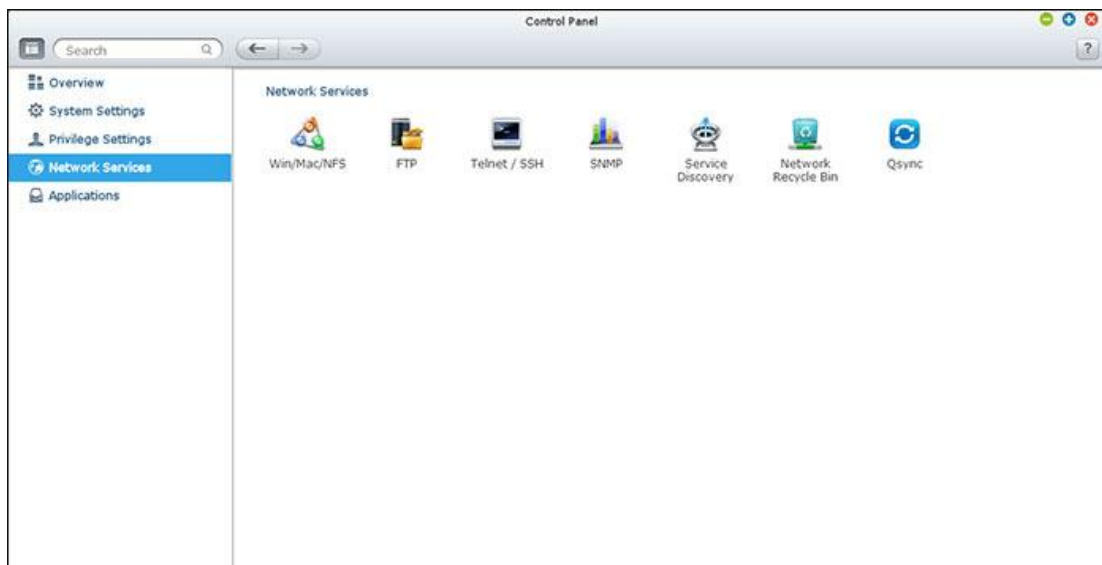 Control Panel
Search
?
Overview
System Settings
Privilege Settings
Network Services
Applications
Network Services
Win/Mac/NFS
FTP
Telnet / SSH
SNMP
Service
Discovery
Network
Recycle Bin
Qsync